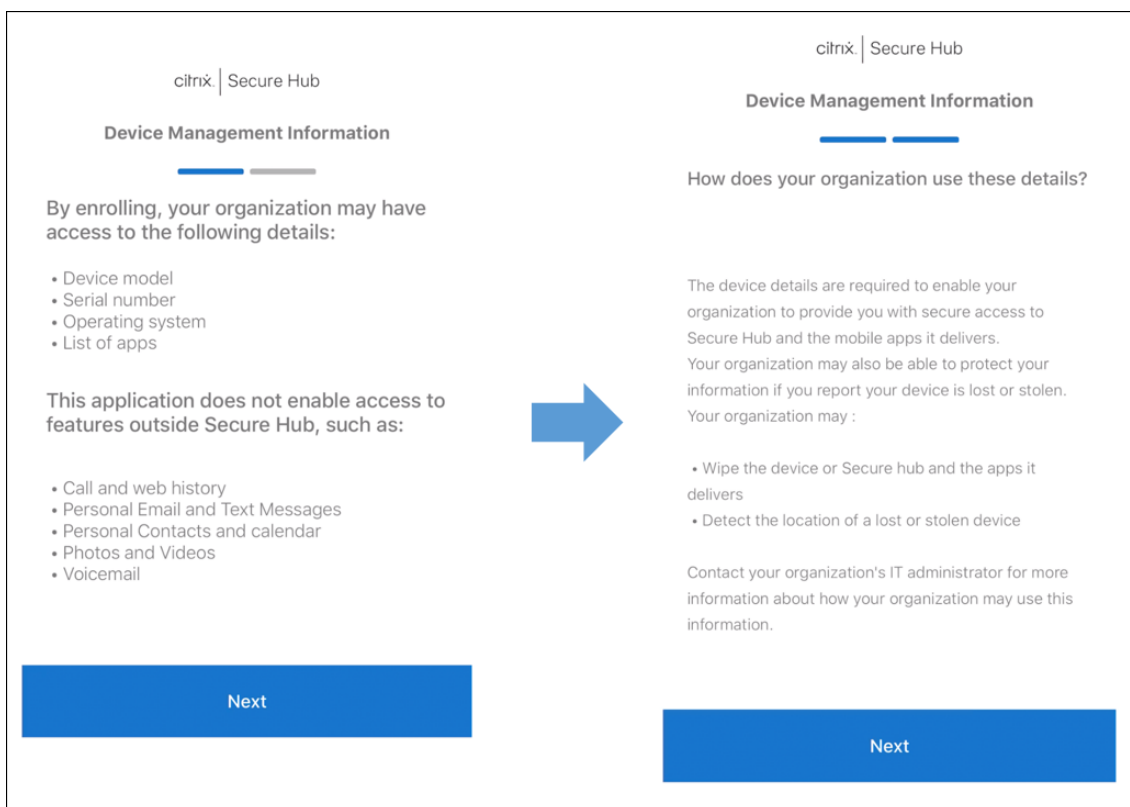 citrix. | Secure Hub
Device Management Information
By enrolling, your organization may have
access to the following details:
• Device model
• Serial number
• Operating system
• List of apps
This application does not enable access to
features outside Secure Hub, such as:
• Call and web history
• Personal Email and Text Messages
• Personal Contacts and calendar
• Photos and Videos
• Voicemail
Next
citrix. | Secure Hub
Device Management Information
How does your organization use these details?
The device details are required to enable your
organization to provide you with secure access to
Secure Hub and the mobile apps it delivers.
Your organization may also be able to protect your
information if you report your device is lost or stolen.
Your organization may :
• Wipe the device or Secure hub and the apps it
delivers
• Detect the location of a lost or stolen device
Contact your organization's IT administrator for more
information about how your organization may use this
information.
Next